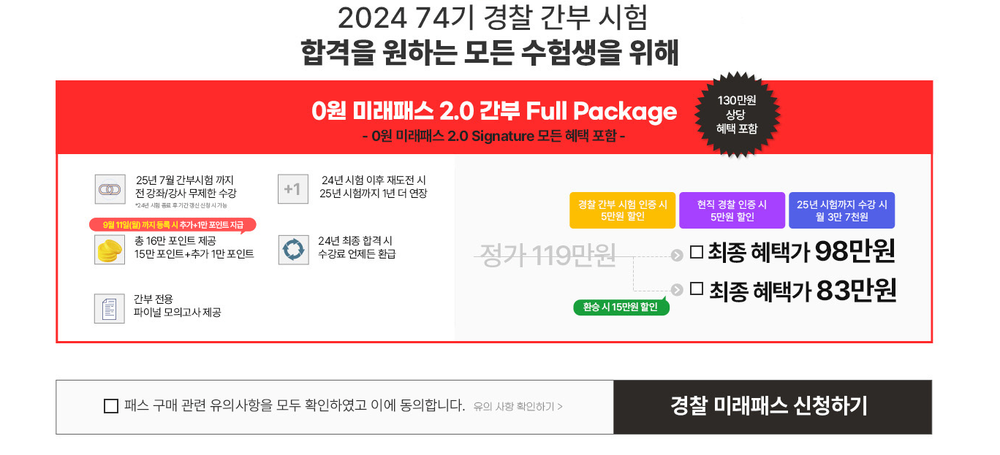 2024 74기 경찰 간부 시험
합격을 원하는 모든 수험생을 위해
0원 미래패스 2.0 간부 Full Package
- 0원 미래패스 2.0 Signature 모든 혜택 포함 -
130만원
상당
혜택 포함
25년 7월 간부시험 까지
전 강좌/강사 무제한 수강
*24년 시험 종료 후 기간 갱신 신청 시 가능
+1
24년 시험 이후 재도전 시
25년 시험까지 1년 더 연장
9월 11일(월) 까지 등록 시 추가+1만 포인트 지급
총 16만 포인트 제공
15만 포인트+추가 1만 포인트
24년 최종 합격 시
수강료 언제든 환급
간부 전용
파이널 모의고사 제공
경찰 간부 시험 인증 시
5만원 할인
현직 경찰 인증 시
5만원 할인
25년 시험까지 수강 시
월 3만 7천원
정가 119만원
최종 혜택가 98만원
최종 혜택가 83만원
환승 시 15만원 할인
패스 구매 관련 유의사항을 모두 확인하였고 이에 동의합니다. 유의 사항 확인하기 >
경찰 미래패스 신청하기